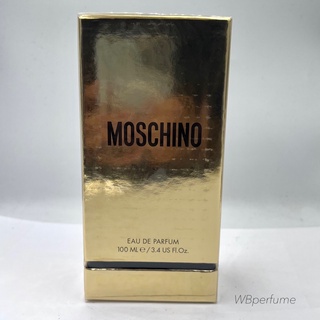 MOSCHINO
EAU DE PARFUM
100 ML ℮ / 3.4 US Fl.Oz.
WBperfume